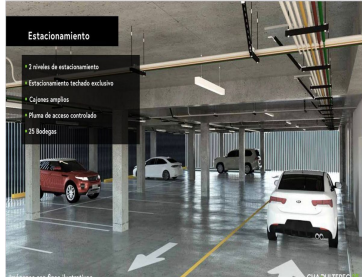 Estacionamiento
• 2 niveles de estacionamiento
• Estacionamiento techado exclusivo
• Cajones amplios
• Pluma de acceso controlado
• 25 Bodegas